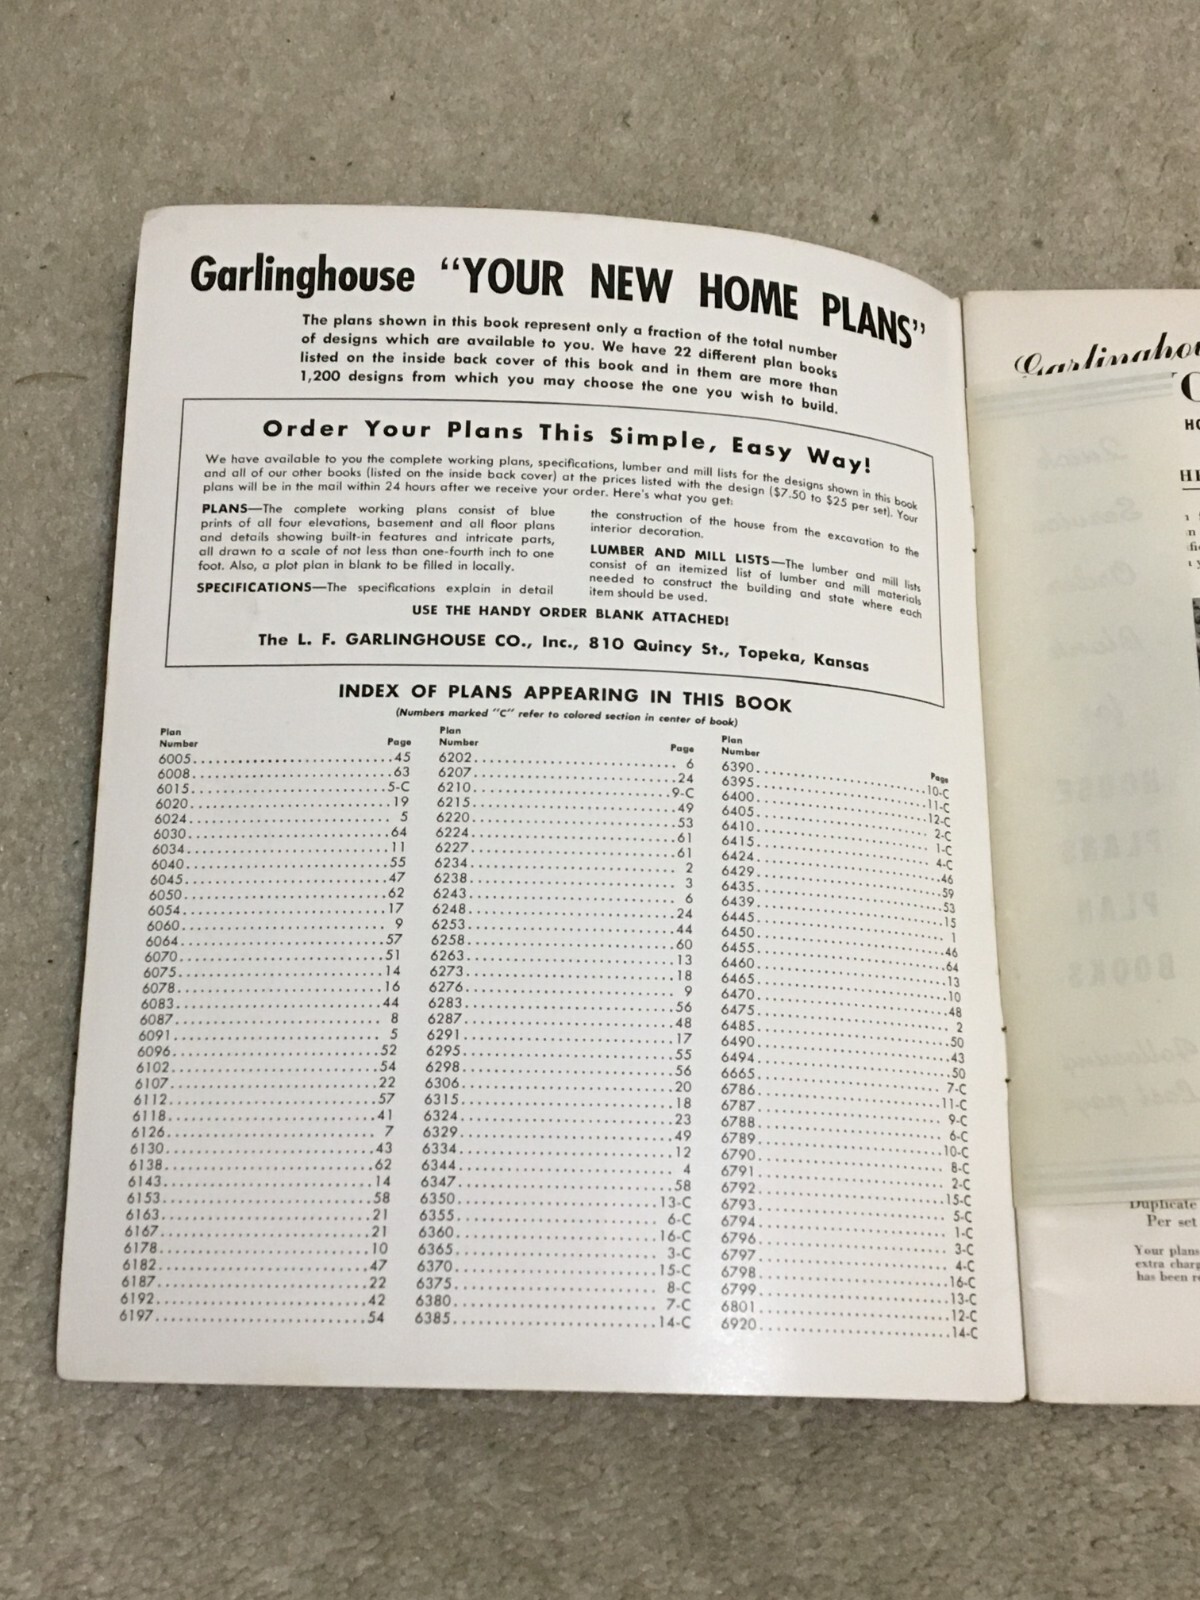 Garlinghouse "YOUR NEW HOME PLANS"
The plans shown in this book represent only a fraction of the total number
of designs which are available to you. We have 22 different plan books
listed on the inside back cover of this book and in them are more than
1,200 designs from which you may choose the one you wish to build.
Order Your Plans This Simple, Easy Way!
We have available to you the complete working plans, specifications, lumber and mill lists for the designs shown in this book
and all of our other books (listed on the inside back cover) at the prices listed with the design ($7.50 to $25 per set). Your
plans will be in the mail within 24 hours after we receive your order. Here's what you get:
PLANS—The complete working plans consist of blue
prints of all four elevations, basement and all floor plans
and details showing built-in features and intricate parts,
all drawn to a scale of not less than one-fourth inch to one
foot. Also, a plot plan in blank to be filled in locally.
SPECIFICATIONS—The specifications explain in detail
the construction of the house from the excavation to the
interior decoration.
LUMBER AND MILL LISTS—The lumber and mill lists
consist of an itemized list of lumber and mill materials
needed to construct the building and state where each
item should be used.
USE THE HANDY ORDER BLANK ATTACHED!
The L. F. GARLINGHOUSE CO., Inc., 810 Quincy St., Topeka, Kansas
INDEX OF PLANS APPEARING IN THIS BOOK
(Numbers marked "C" refer to colored section in center of book)
Plan
Number Page
6005 45
6008 63
6015 5-C
6020 19
6024 5
6030 64
6034 11
6040 55
6045 47
6050 62
6054 17
6060 9
6064 57
6070 51
6075 14
6078 16
6083 44
6087 8
6091 5
6096 52
6102 54
6107 22
6112 57
6118 41
6126 7
6130 43
6138 62
6143 14
6153 58
6163 21
6167 21
6178 10
6182 47
6187 22
6192 42
6197 54
Plan
Number Page
6202 6
6207 24
6210 9-C
6215 49
6220 53
6224 61
6227 61
6234 2
6238 3
6243 6
6248 24
6253 44
6258 60
6263 13
6273 18
6276 9
6283 56
6287 48
6291 17
6295 55
6298 56
6306 20
6315 18
6324 23
6329 49
6334 12
6344 4
6347 58
6350 13-C
6355 6-C
6360 16-C
6365 3-C
6370 15-C
6375 8-C
6380 7-C
6385 14-C
Plan
Number Page
6390 10-C
6395 11-C
6400 12-C
6405 2-C
6410 1-C
6415 4-C
6424 46
6429 59
6435 53
6439 15
6445 1
6450 46
6455 64
6460 13
6465 10
6470 48
6475 2
6485 50
6490 43
6494 50
6665 7-C
6786 11-C
6787 9-C
6788 6-C
6789 10-C
6790 8-C
6791 2-C
6792 15-C
6793 5-C
6794 1-C
6796 3-C
6797 4-C
6798 16-C
6799 13-C
6801 12-C
6920 14-C
Duplicate
Per set
Your plans
extra charg
has been r